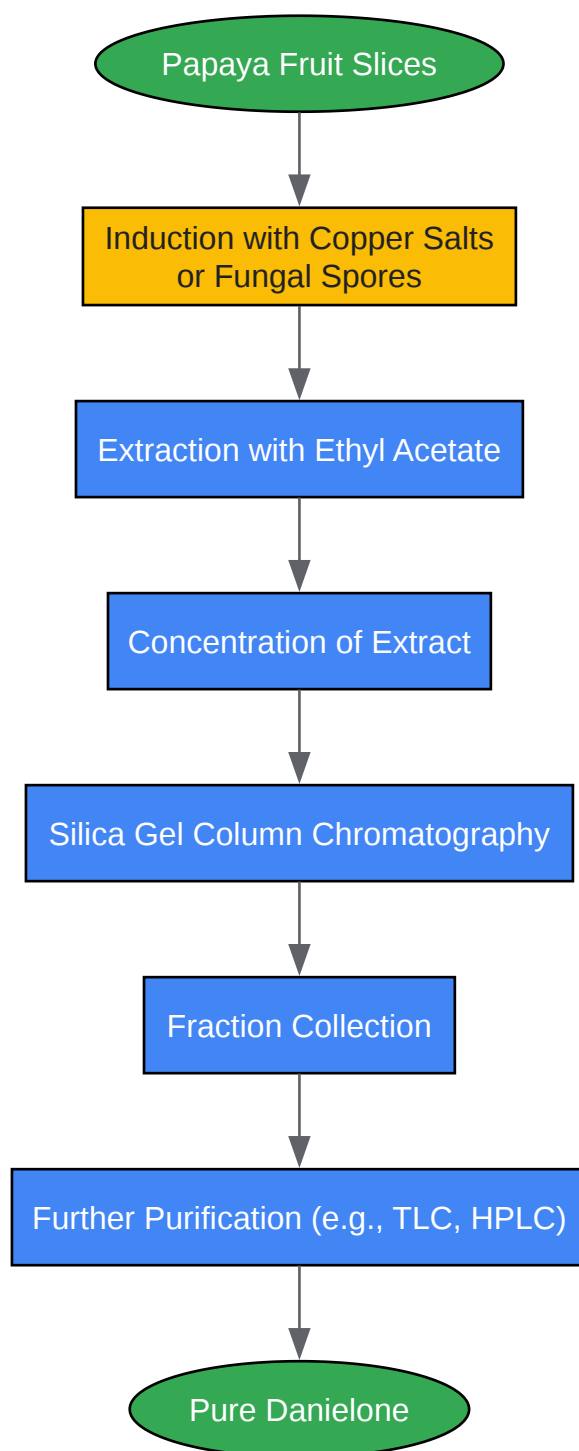 Papaya Fruit Slices
Induction with Copper Salts
or Fungal Spores
Extraction with Ethyl Acetate
Concentration of Extract
Silica Gel Column Chromatography
Fraction Collection
Further Purification (e.g., TLC, HPLC)
Pure Danielone